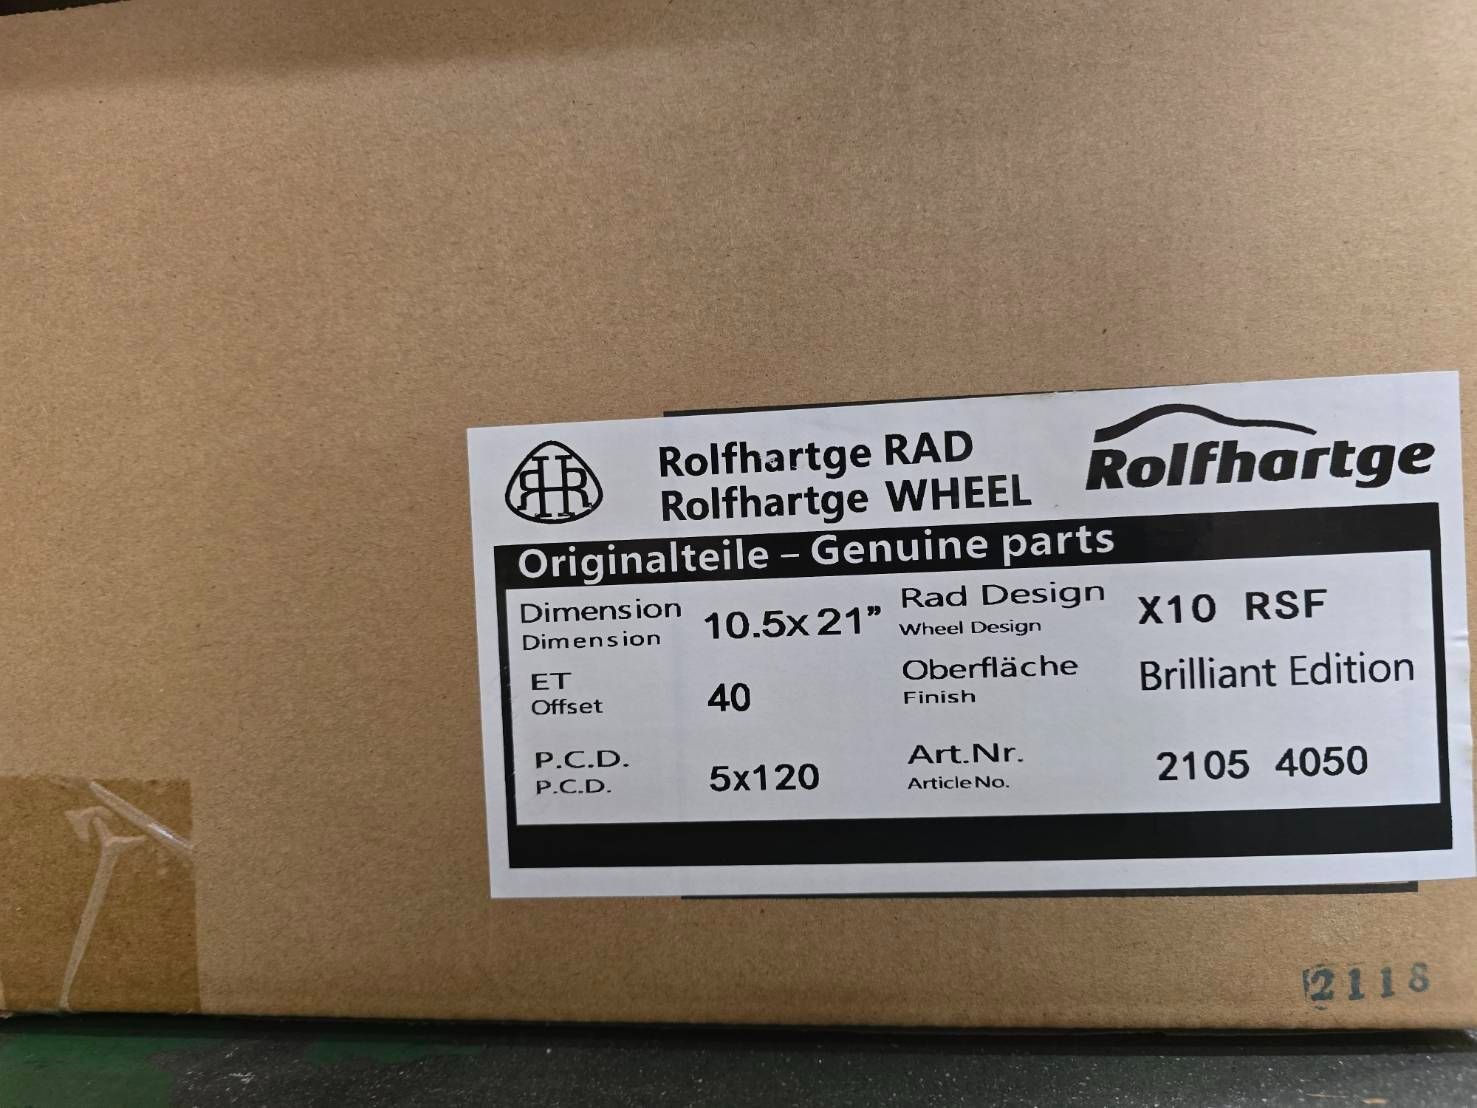 RHR
Rolfhartge RAD
Rolfhartge WHEEL
Rolfhartge
Originalteile – Genuine parts
Dimension
Dimension
10.5x21”
Rad Design
Wheel Design
X10 RSF
ET
Offset
40
Oberfläche
Finish
Brilliant Edition
P.C.D.
P.C.D.
5x120
Art.Nr.
Article No.
2105 4050
2118